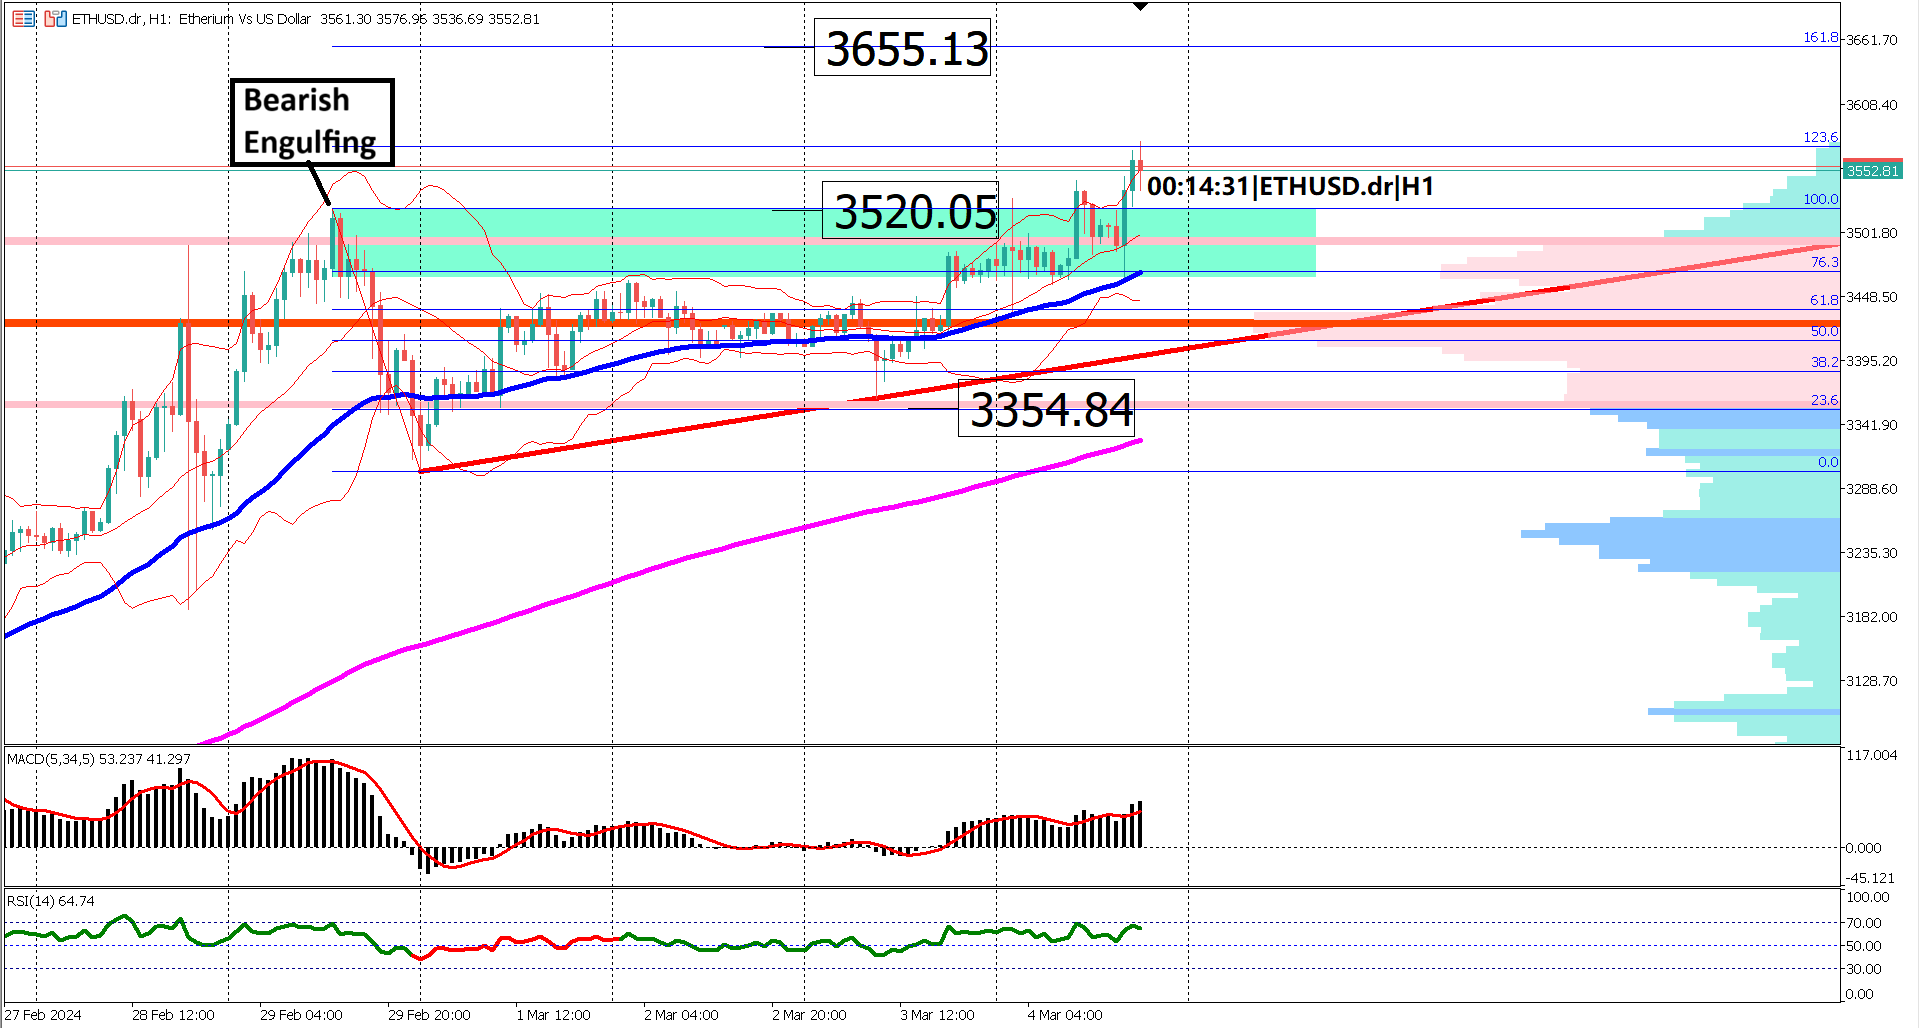 ETHUSD.dr, H1: Etherium Vs US Dollar 3561.30 3576.95 3536.69 3552.81
3655.13
161.8
3661.70
Bearish
Engulfing
3608.40
123.6
3552.81
00:14:31|ETHUSD.dr|H1
3520.05
100.0
3501.80
76.3
61.8
3448.50
50.0
38.2
3395.20
23.6
3354.84
3341.90
0.0
3288.60
3235.30
3182.00
3128.70
MACD(5,34,5) 53.237 41.297
117.004
0.000
-45.121
RSI(14) 64.74
100.00
70.00
50.00
30.00
0.00
27 Feb 2024
28 Feb 12:00
29 Feb 04:00
29 Feb 20:00
1 Mar 12:00
2 Mar 04:00
2 Mar 20:00
3 Mar 12:00
4 Mar 04:00